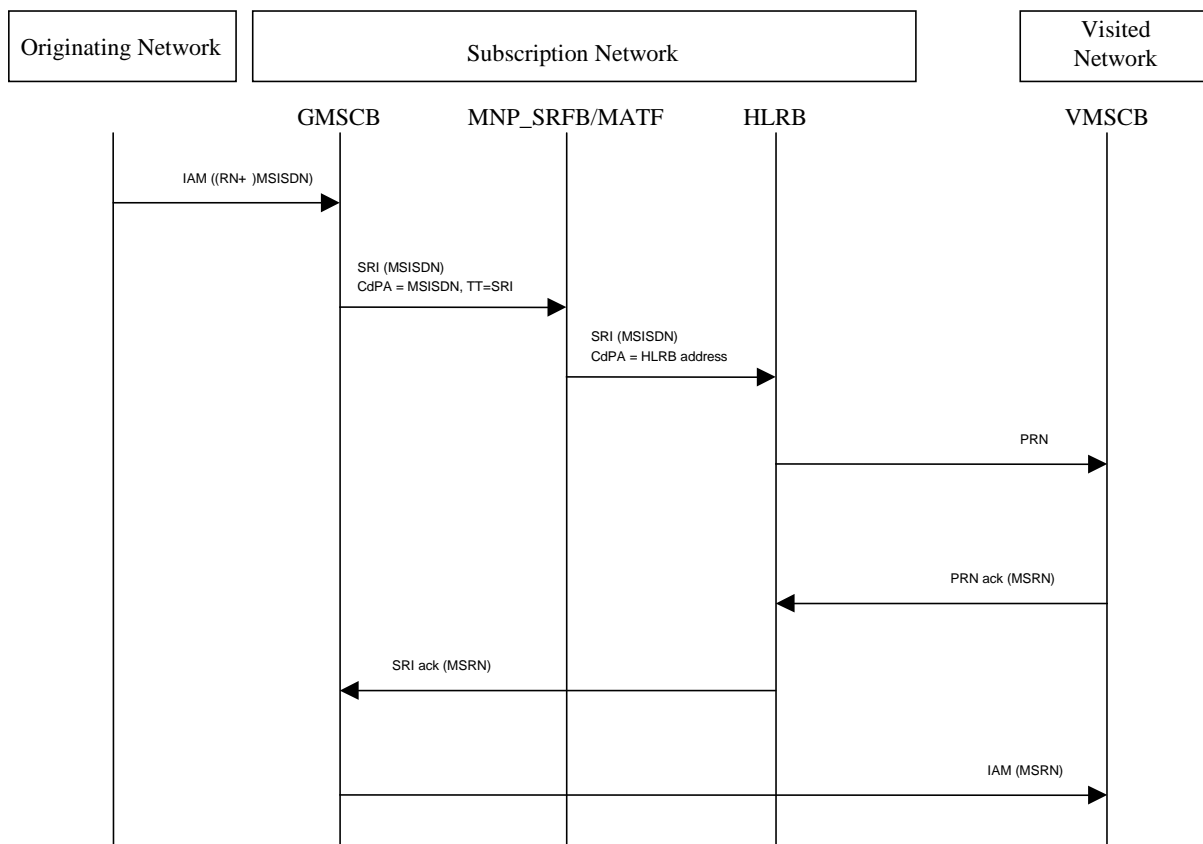 Originating Network
Subscription Network
Visited
Network
GMSCB
MNP_SRFB/MATF
HLRB
VMSCB
IAM ((RN+ )MSISDN)
SRI (MSISDN)
CdPA = MSISDN, TT=SRI
SRI (MSISDN)
CdPA = HLRB address
PRN
PRN ack (MSRN)
SRI ack (MSRN)
IAM (MSRN)